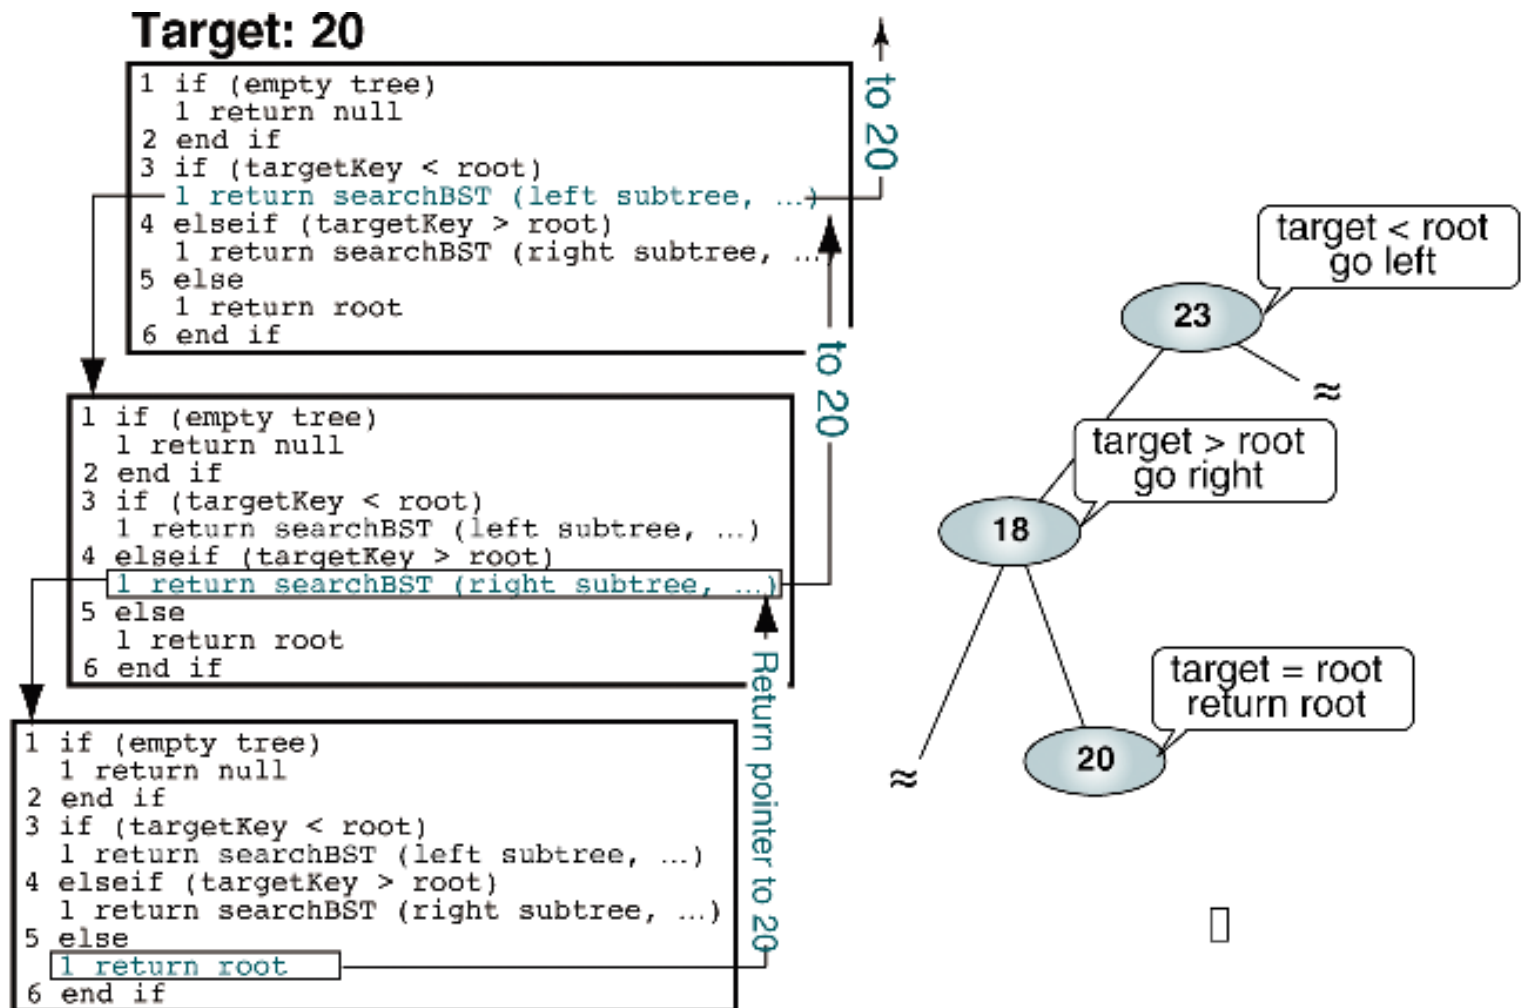 Target: 20
1 if (empty tree)
1 return null
2 end if
3 if (targetKey < root)
1 return searchBST (left subtree, ...)
4 elseif (targetKey > root)
1 return searchBST (right subtree, ...
5 else
1 return root
6 end if
to 20
1 if (empty tree)
1 return null
2 end if
3 if (targetKey < root)
1 return searchBST (left subtree, ...)
4 elseif (targetKey > root)
1 return searchBST (right subtree, ...)
5 else
1 return root
6 end if
to 20
1 if (empty tree)
1 return null
2 end if
3 if (targetKey < root)
1 return searchBST (left subtree, ...)
4 elseif (targetKey > root)
1 return searchBST (right subtree, ...)
5 else
1 return root
6 end if
Return pointer to 20
target < root
go left
23
≈
target > root
go right
18
target = root
return root
20
≈